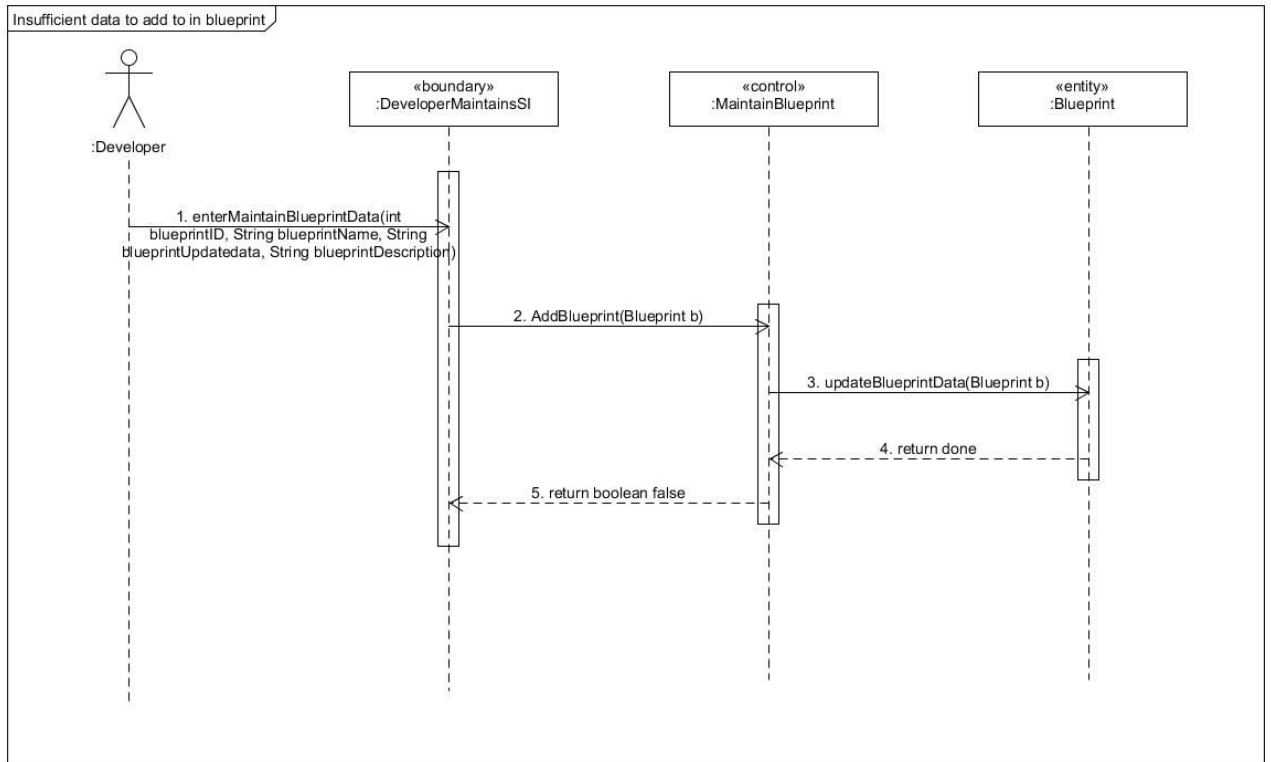 Insufficient data to add to in blueprint
«boundary»
:DeveloperMaintainsSI
«control»
:MaintainBlueprint
«entity»
:Blueprint
:Developer
1. enterMaintainBlueprintData(int
blueprintID, String blueprintName, String
blueprintUpdatedata, String blueprintDescription)
2. AddBlueprint(Blueprint b)
3. updateBlueprintData(Blueprint b)
4. return done
5. return boolean false